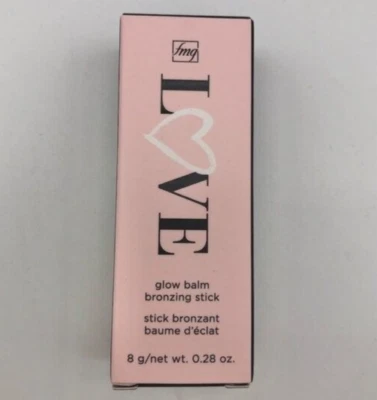 fmg
LOVE
glow balm
bronzing stick
stick bronzant
baume d'éclat
8 g/net wt. 0.28 oz.